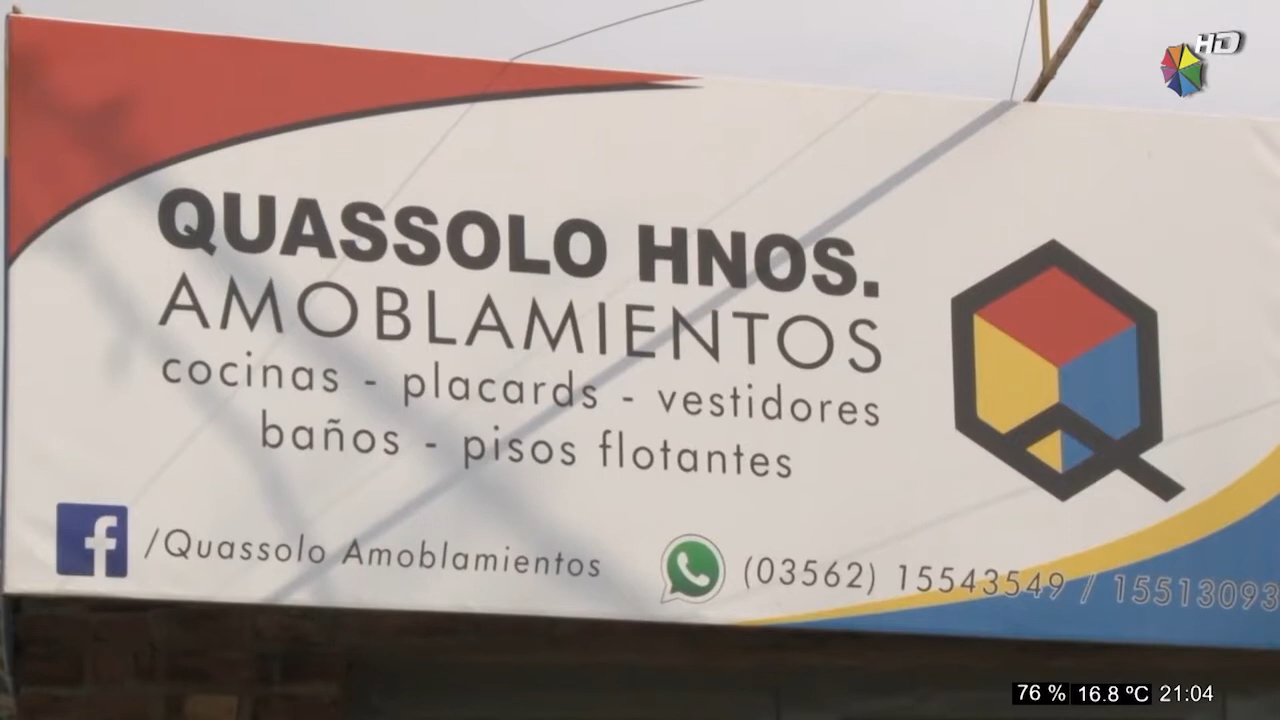 HD
QUASSOLO HNOS.
AMOBLAMIENTOS
cocinas - placards - vestidores
baños - pisos flotantes
f /Quassolo Amoblamientos
(03562) 15543549 / 15513093
76 % 16.8 ºC 21:04